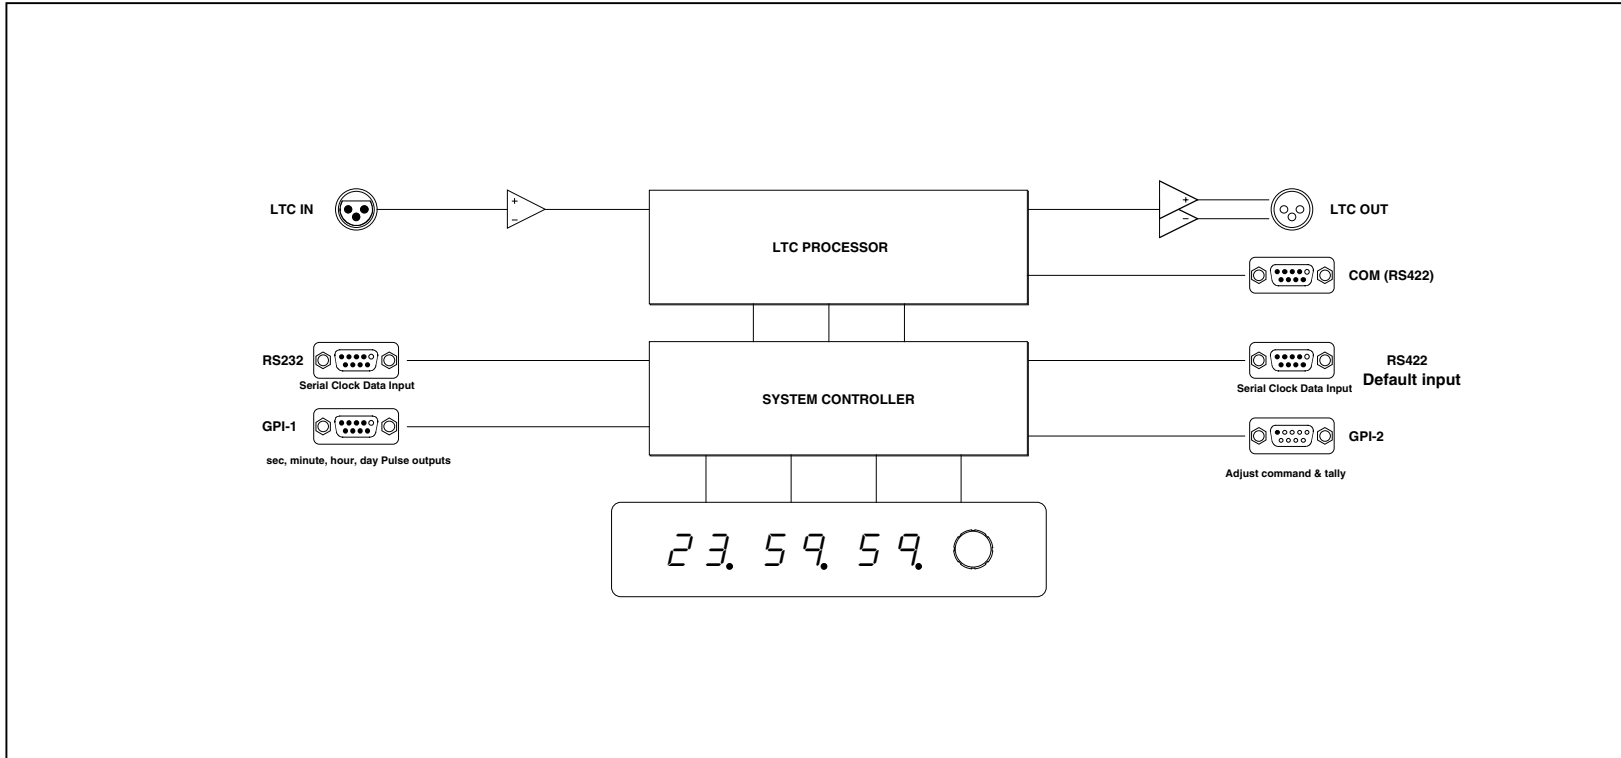 LTC IN
+
−
LTC PROCESSOR
+
−
LTC OUT
COM (RS422)
RS232
Serial Clock Data Input
SYSTEM CONTROLLER
RS422
Default input
Serial Clock Data Input
GPI-1
sec, minute, hour, day Pulse outputs
GPI-2
Adjust command & tally
23. 59. 59.